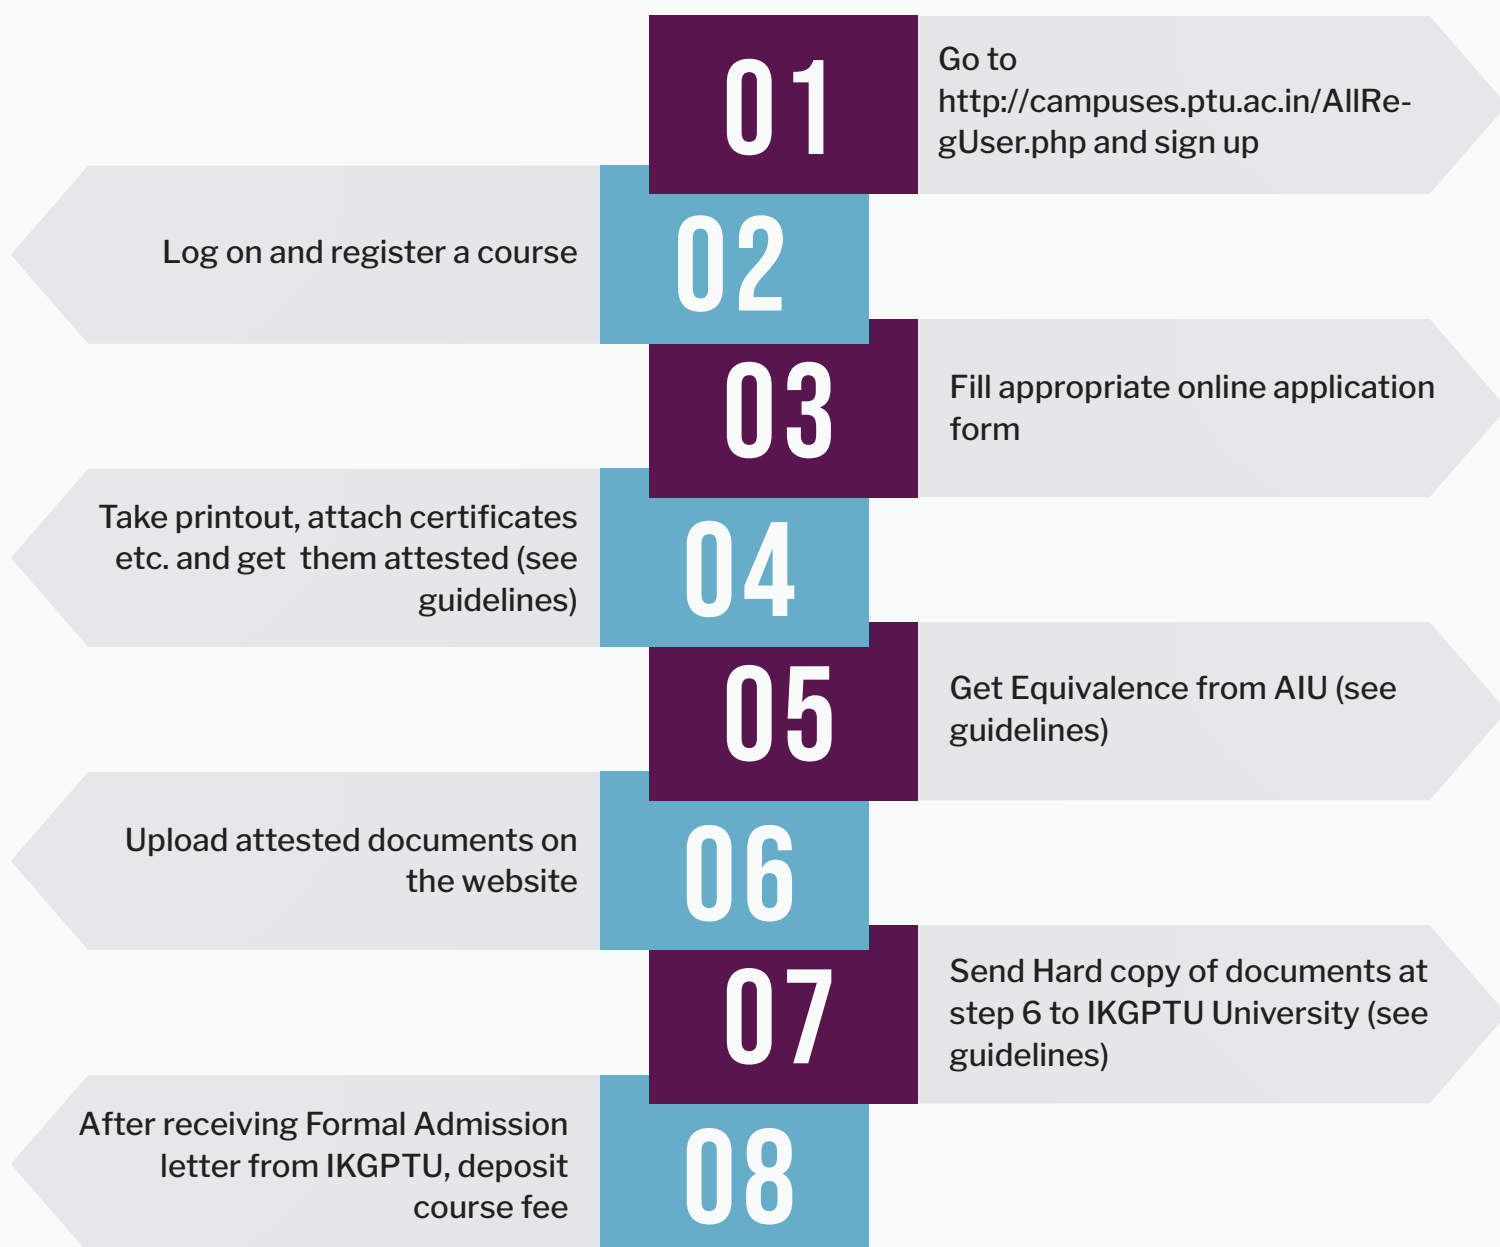 01
Go to
http://campuses.ptu.ac.in/AllRe-
gUser.php and sign up
02
Log on and register a course
03
Fill appropriate online application
form
04
Take printout, attach certificates
etc. and get  them attested (see
guidelines)
05
Get Equivalence from AIU (see
guidelines)
06
Upload attested documents on
the website
07
Send Hard copy of documents at
step 6 to IKGPTU University (see
guidelines)
08
After receiving Formal Admission
letter from IKGPTU, deposit
course fee